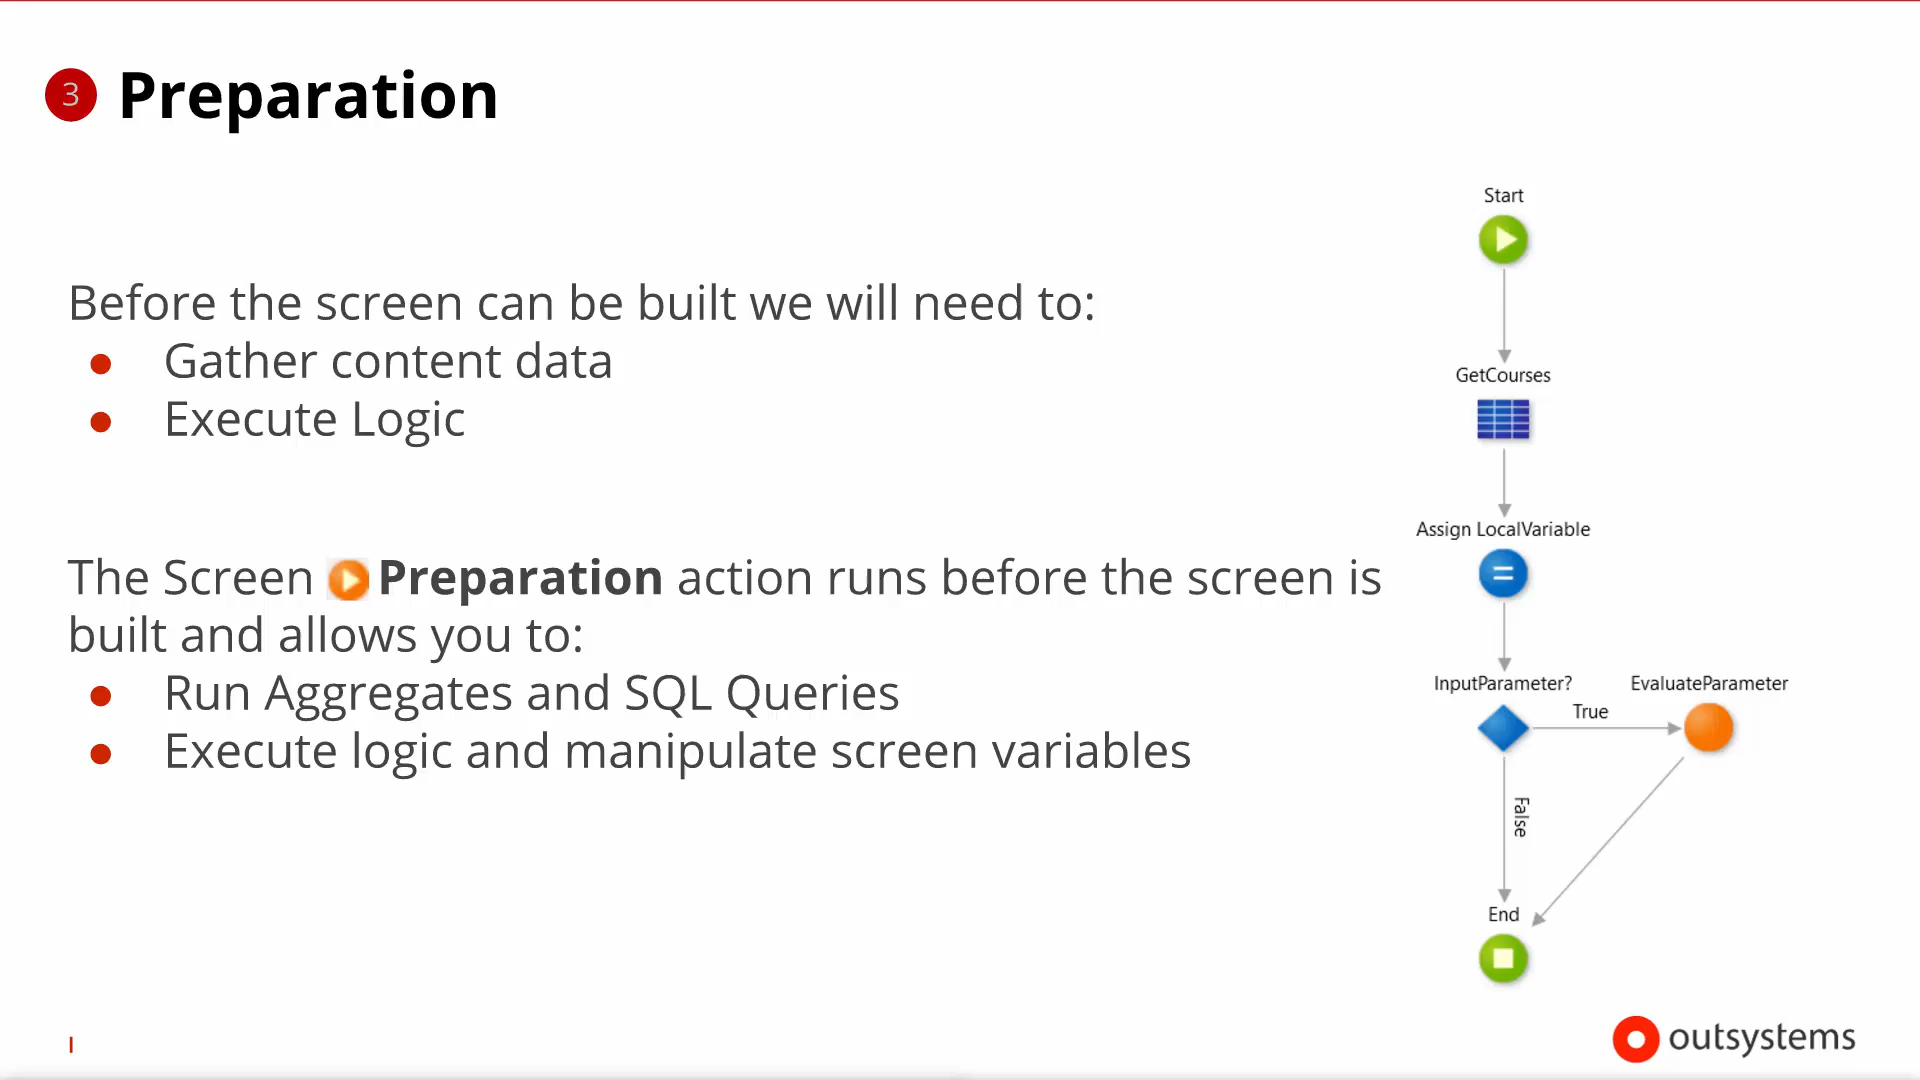 3 Preparation
Before the screen can be built we will need to:
● Gather content data
● Execute Logic
The Screen Preparation action runs before the screen is
built and allows you to:
● Run Aggregates and SQL Queries
● Execute logic and manipulate screen variables
Start
GetCourses
Assign LocalVariable
InputParameter?
True
EvaluateParameter
False
End
outsystems